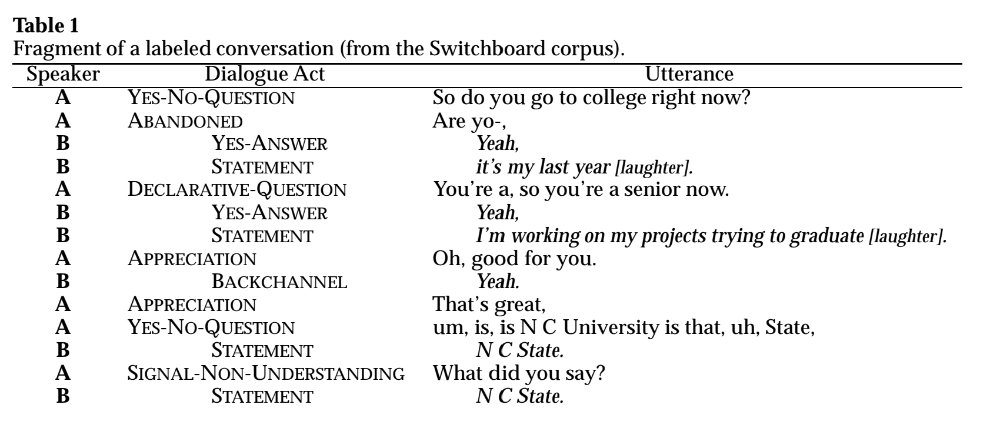 Table 1
Fragment of a labeled conversation (from the Switchboard corpus).
Speaker Dialogue Act Utterance
A YES-NO-QUESTION So do you go to college right now?
A ABANDONED Are yo-,
B YES-ANSWER Yeah,
B STATEMENT it's my last year [laughter].
A DECLARATIVE-QUESTION You're a, so you're a senior now.
B YES-ANSWER Yeah,
B STATEMENT I'm working on my projects trying to graduate [laughter].
A APPRECIATION Oh, good for you.
B BACKCHANNEL Yeah.
A APPRECIATION That's great,
A YES-NO-QUESTION um, is, is N C University is that, uh, State,
B STATEMENT N C State.
A SIGNAL-NON-UNDERSTANDING What did you say?
B STATEMENT N C State.